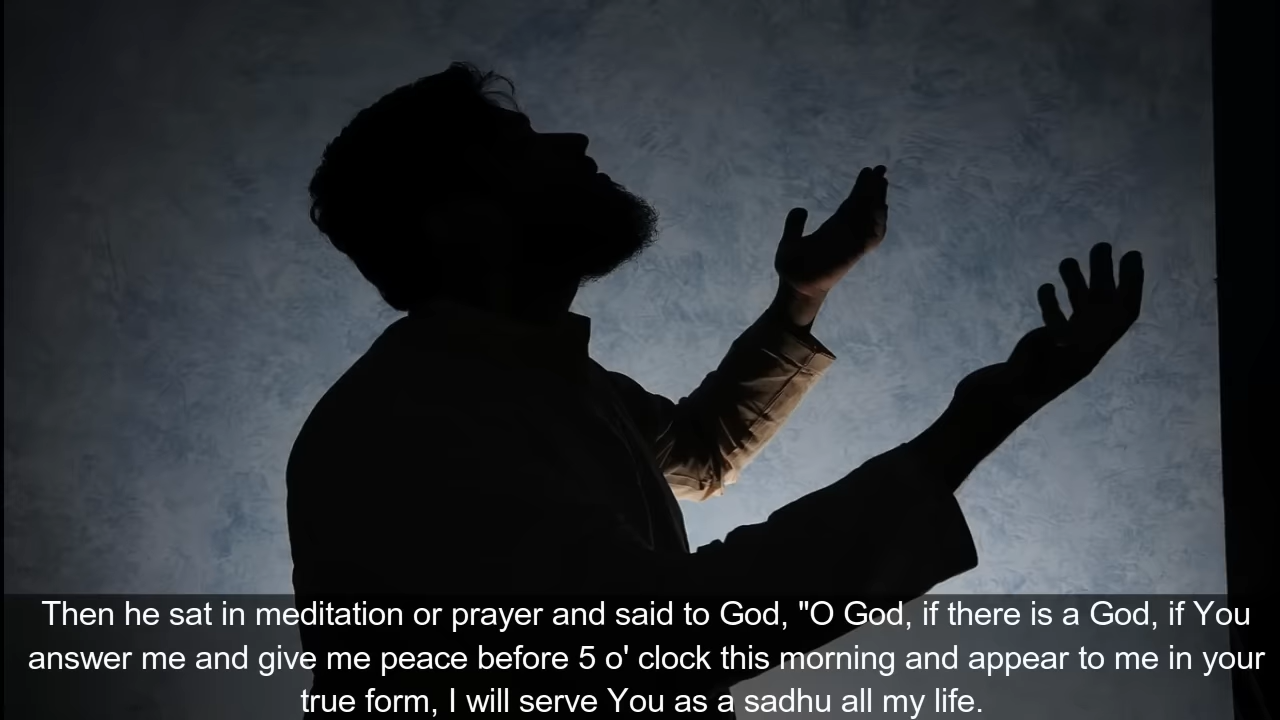 Then he sat in meditation or prayer and said to God, "O God, if there is a God, if You
answer me and give me peace before 5 o' clock this morning and appear to me in your
true form, I will serve You as a sadhu all my life.